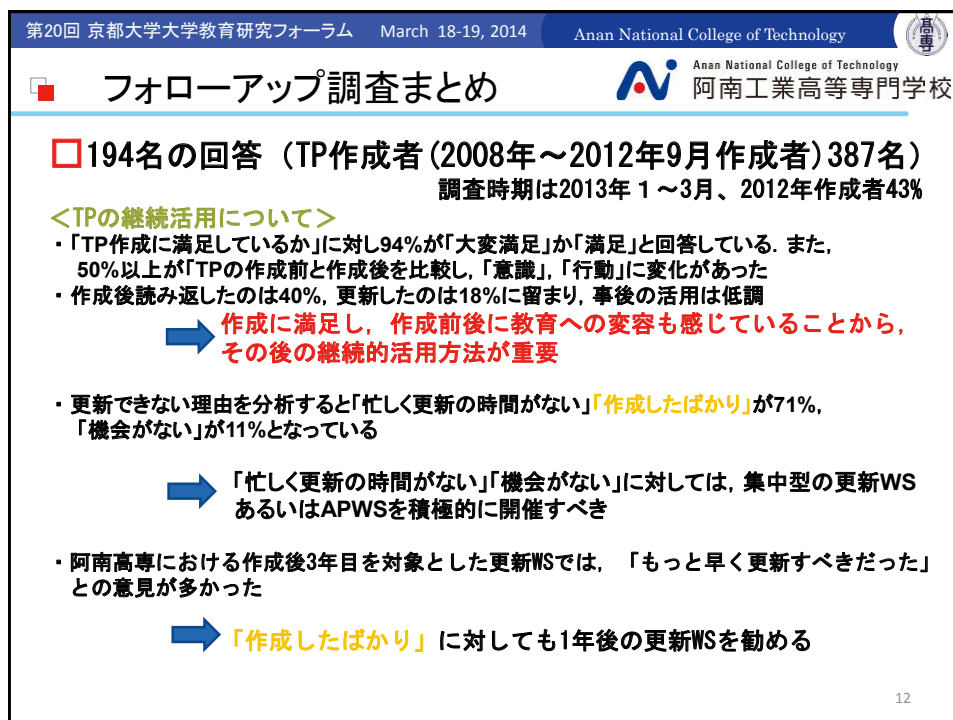 第20回 京都大学大学教育研究フォーラム March 18-19, 2014 Anan National College of Technology
高専
フォローアップ調査まとめ
Anan National College of Technology
阿南工業高等専門学校
194名の回答（TP作成者(2008年～2012年9月作成者)387名）
調査時期は2013年１～3月、2012年作成者43%
＜TPの継続活用について＞
・「TP作成に満足しているか」に対し94%が「大変満足」か「満足」と回答している．また，
50%以上が「TPの作成前と作成後を比較し，「意識」，「行動」に変化があった
・作成後読み返したのは40%，更新したのは18%に留まり，事後の活用は低調
作成に満足し，作成前後に教育への変容も感じていることから，
その後の継続的活用方法が重要
・更新できない理由を分析すると「忙しく更新の時間がない」「作成したばかり」が71%，
「機会がない」が11%となっている
「忙しく更新の時間がない」「機会がない」に対しては，集中型の更新WS
あるいはAPWSを積極的に開催すべき
・阿南高専における作成後3年目を対象とした更新WSでは，「もっと早く更新すべきだった」
との意見が多かった
「作成したばかり」に対しても1年後の更新WSを勧める
12